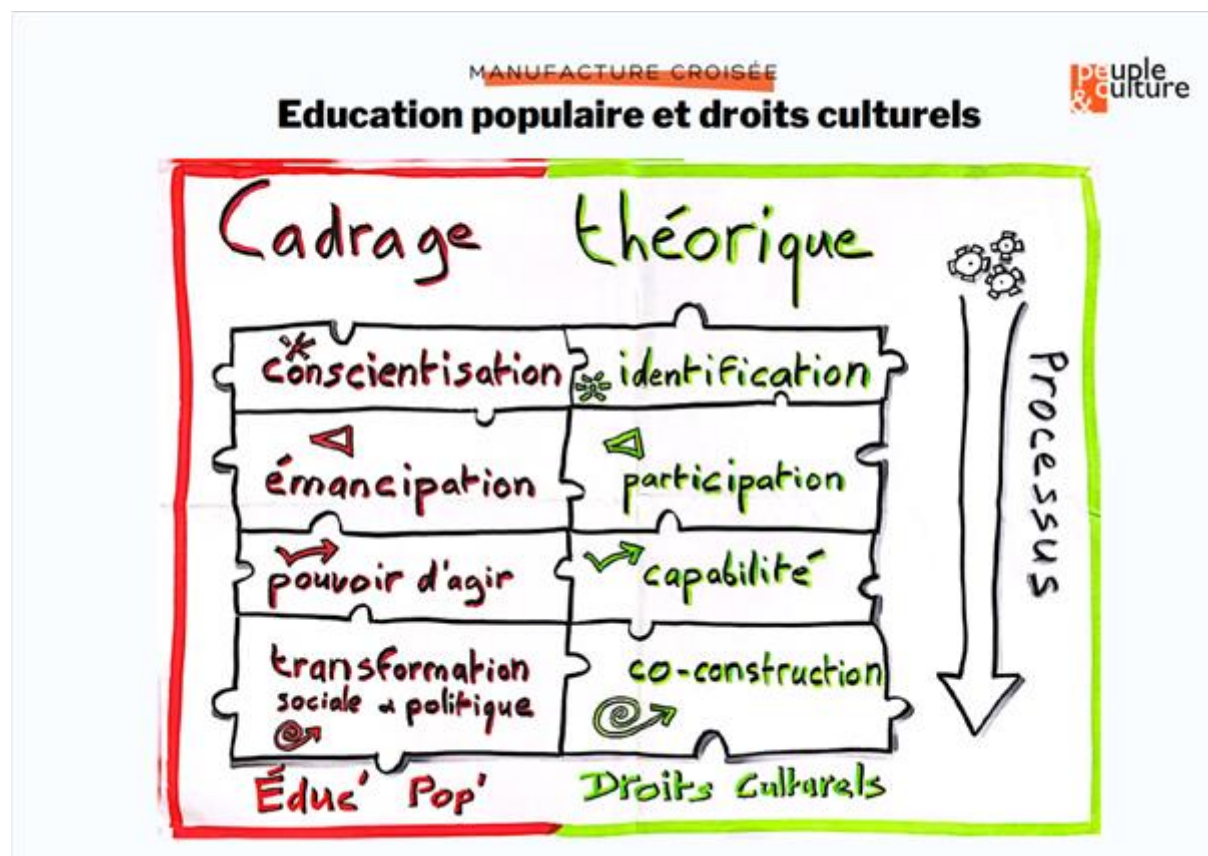 MANUFACTURE CROISÉE
Education populaire et droits culturels
peuple
& culture
Cadrage théorique
conscientisation identification
émancipation participation
pouvoir d'agir capabilité
transformation co-construction
sociale & politique
Éduc' Pop' Droits Culturels
Processus